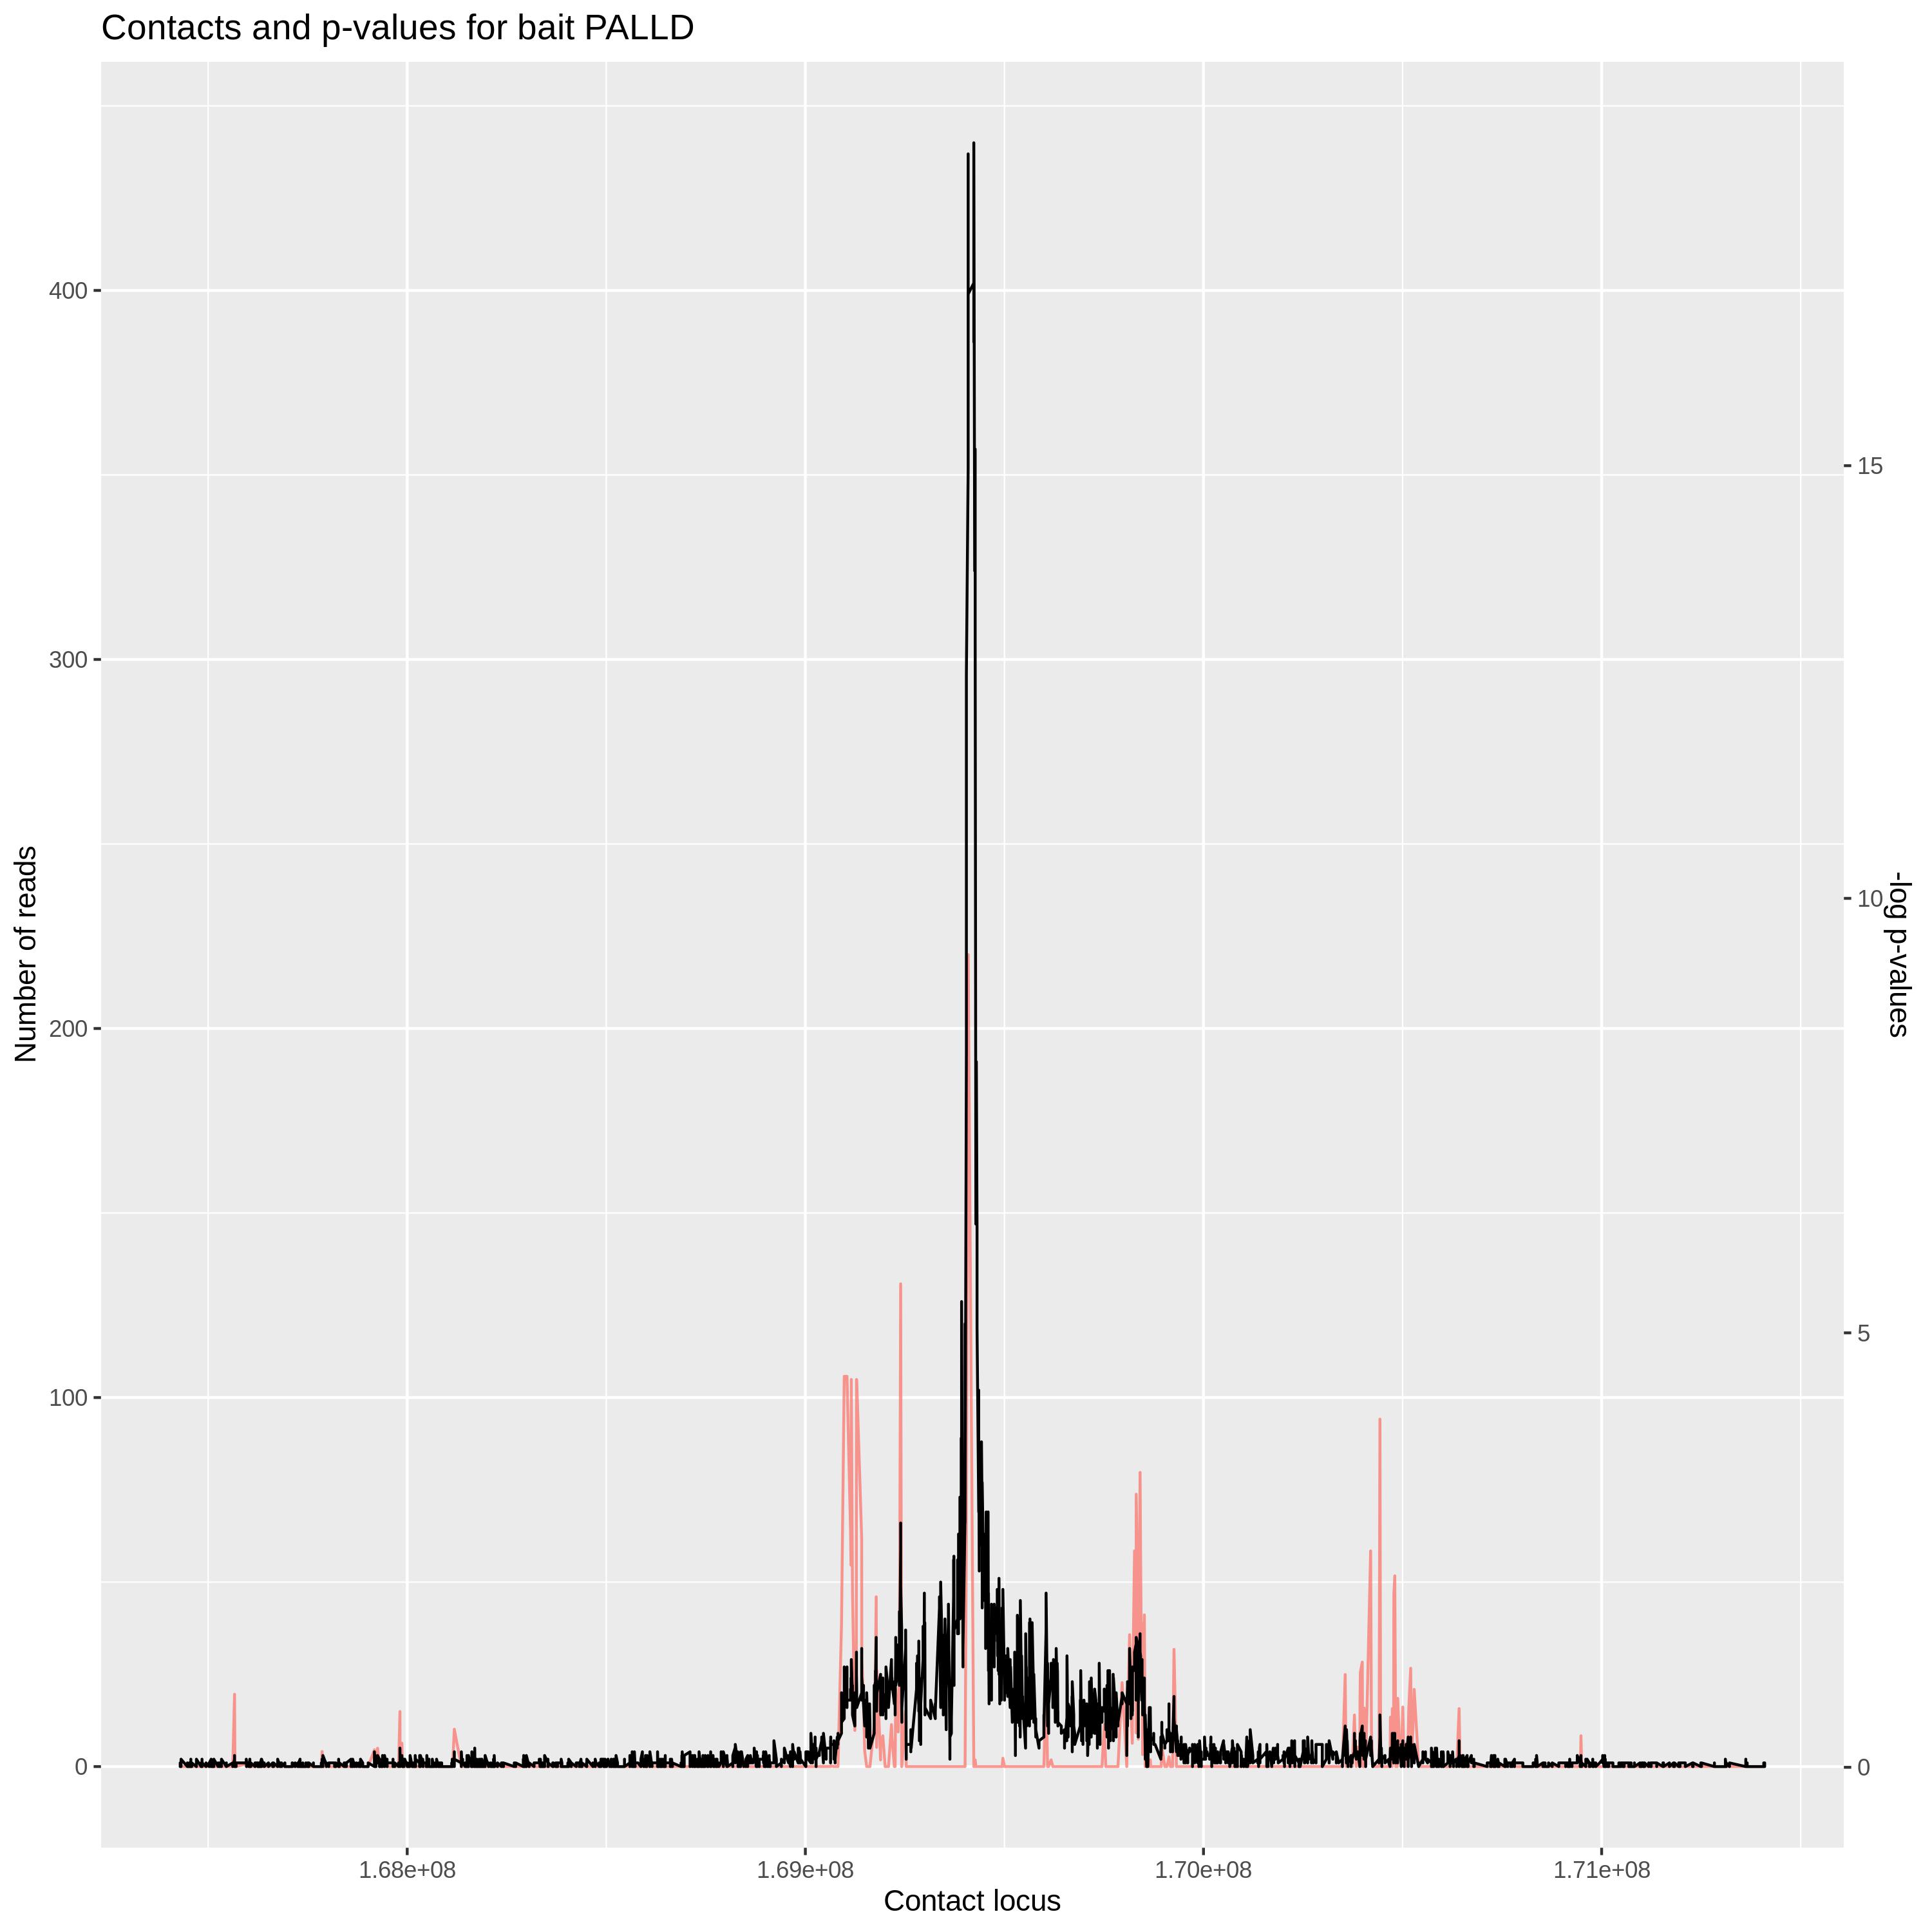 Contacts and p-values for bait PALLD
400
300
200
100
0
Number of reads
15
10
5
0
-log p-values
1.68e+08
1.69e+08
1.70e+08
1.71e+08
Contact locus